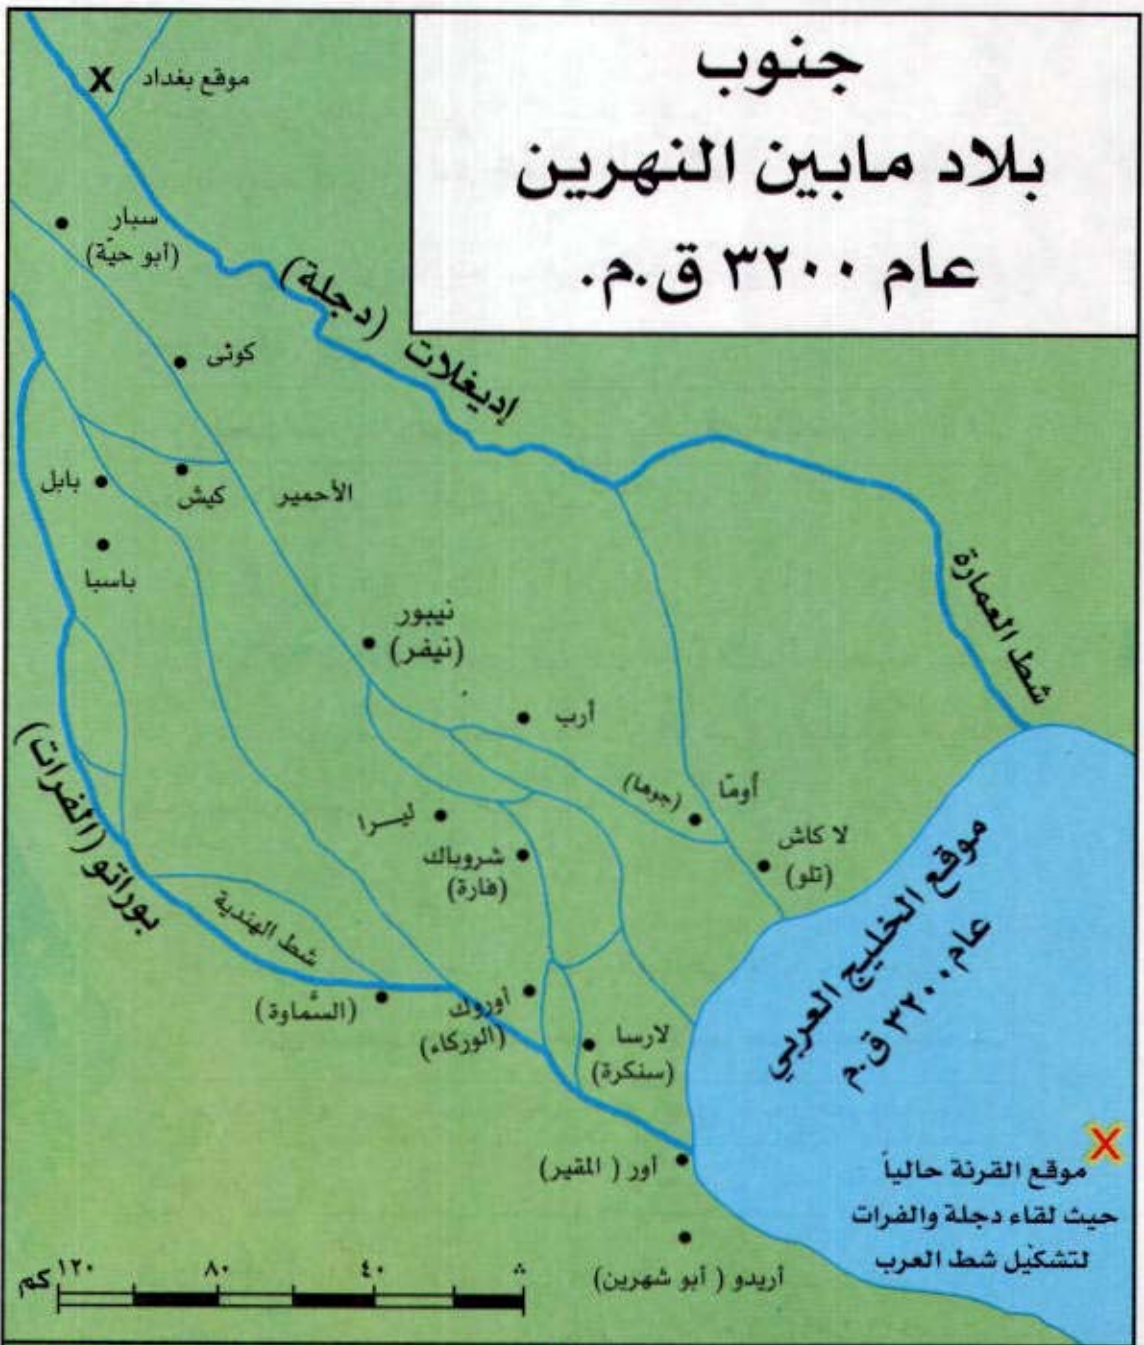 جنوب
بلاد مابين النهرين
عام ٣٢٠٠ ق.م.
X موقع بغداد
سبار
(أبو حيّة)
إديغلات (دجلة)
كوثى
بابل
كيش
الأحمير
باسبا
شط العمارة
نيبور
(نيفر)
أرب
بوراتو (الفرات)
أومّا
(جوها)
ليـرا
لا كاش
(تلو)
شروباك
(فارة)
شط الهندية
(السَّماوة)
أوروك
(الوركاء)
لارسا
(سنكرة)
موقع الخليج العربي
عام ٣٢٠٠ ق.م
X
موقع القرنة حالياً
حيث لقاء دجلة والفرات
لتشكيل شط العرب
أور ( المقير)
أريدو ( أبو شهرين)
١٢٠ ٨٠ ٤٠
كم